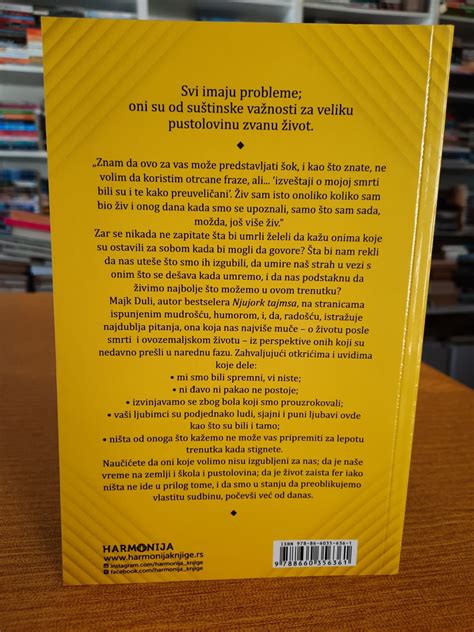 Svi imaju probleme;
oni su od suštinske važnosti za veliku
pustolovinu zvanu život.
„Znam da ovo za vas može predstavljati šok, i kao što znate, ne
volim da koristim otrcane fraze, ali... 'izveštaji o mojoj smrti
bili su i te kako preuveličani'. Živ sam isto onoliko koliko sam
bio živ i onog dana kada smo se upoznali, samo što sam sada,
možda, još više živ.”
Zar se nikada ne zapitate šta bi umrli želeli da kažu onima koje
su ostavili za sobom kada bi mogli da govore? Šta bi nam rekli
da nas uteše što smo ih izgubili, da umire naš strah u vezi s
onim što se dešava kada umremo, i da nas podstaknu da
živimo najbolje što možemo u ovom trenutku?
Majk Duli, autor bestselera Njujork tajmsa, na stranicama
ispunjenim mudrošću, humorom, i, da, radošću, istražuje
najdublja pitanja, ona koja nas najviše muče – o životu posle
smrti i ovozemaljskom životu – iz perspektive onih koji su
nedavno prešli u narednu fazu. Zahvaljujući otkrićima i uvidima
koje dele:
• mi smo bili spremni, vi niste;
• ni đavo ni pakao ne postoje;
• izvinjavamo se zbog bola koji smo prouzrokovali;
• vaši ljubimci su podjednako ludi, sjajni i puni ljubavi ovde
kao što su bili i tamo;
• ništa od onoga što kažemo ne može vas pripremiti za lepotu
trenutka kada stignete.
Naučićete da oni koje volimo nisu izgubljeni za nas; da je naše
vreme na zemlji i škola i pustolovina; da je život zaista fer iako
ništa ne ide u prilog tome, i da smo u stanju da preoblikujemo
vlastitu sudbinu, počevši već od danas.
HARMONIJA
www.harmonijaknjige.rs
instagram.com/harmonija_knjige
facebook.com/harmonija_knjige
ISBN 978-86-6035-636-1
9 788660 356361